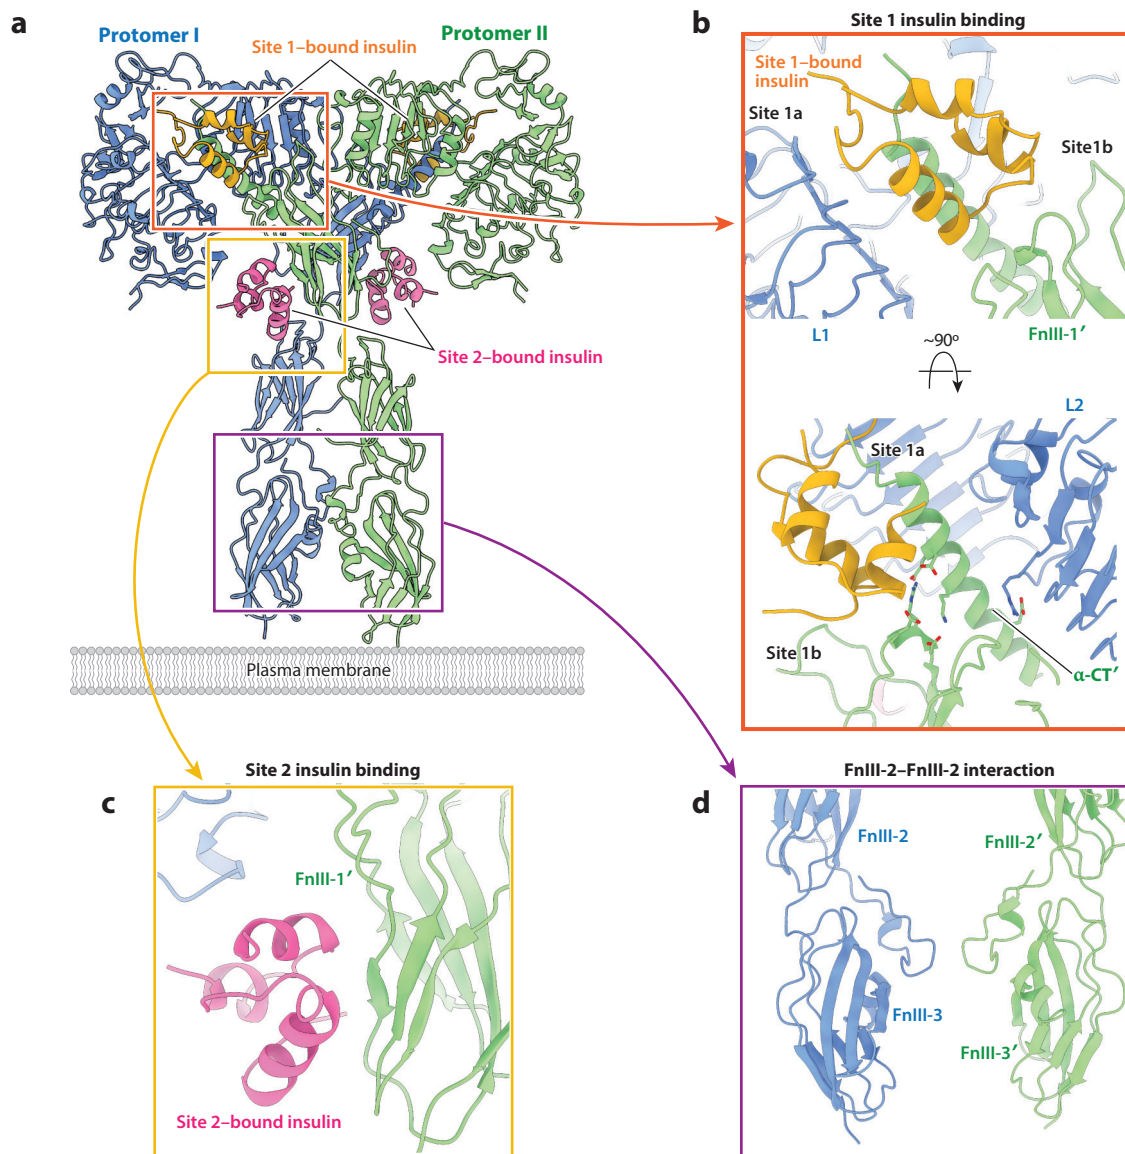 a
Protomer I
Protomer II
Site 1–bound insulin
Site 2–bound insulin
Plasma membrane
b
Site 1 insulin binding
Site 1–bound
insulin
Site 1a
Site1b
L1
FnIII-1′
~90º
L2
Site 1a
Site 1b
α-CT′
c
Site 2 insulin binding
FnIII-1′
Site 2–bound insulin
d
FnIII-2–FnIII-2 interaction
FnIII-2
FnIII-2′
FnIII-3
FnIII-3′